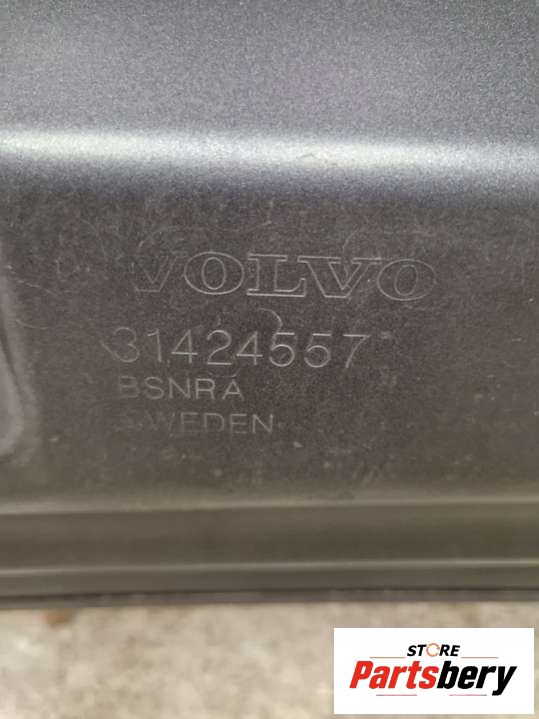 VOLVO
31424557
BSNRA
SWEDEN
STORE
Partsbery